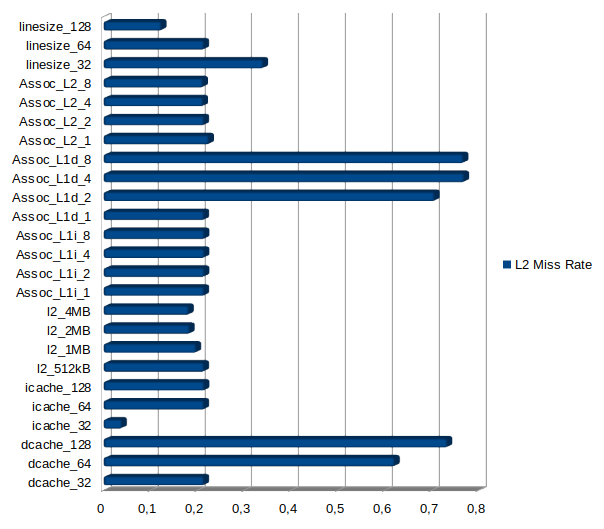 linesize_128
linesize_64
linesize_32
Assoc_L2_8
Assoc_L2_4
Assoc_L2_2
Assoc_L2_1
Assoc_L1d_8
Assoc_L1d_4
Assoc_L1d_2
Assoc_L1d_1
Assoc_L1i_8
Assoc_L1i_4
Assoc_L1i_2
Assoc_L1i_1
l2_4MB
l2_2MB
l2_1MB
l2_512kB
icache_128
icache_64
icache_32
dcache_128
dcache_64
dcache_32
0 0,1 0,2 0,3 0,4 0,5 0,6 0,7 0,8
L2 Miss Rate